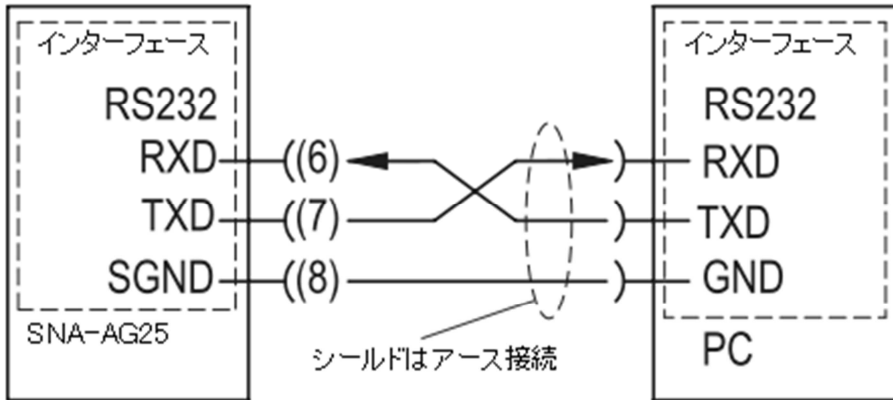 インターフェース
RS232
RXD
TXD
SGND
SNA-AG25
((6)
((7)
((8)
シールドはアース接続
)
)
)
インターフェース
RS232
RXD
TXD
GND
PC